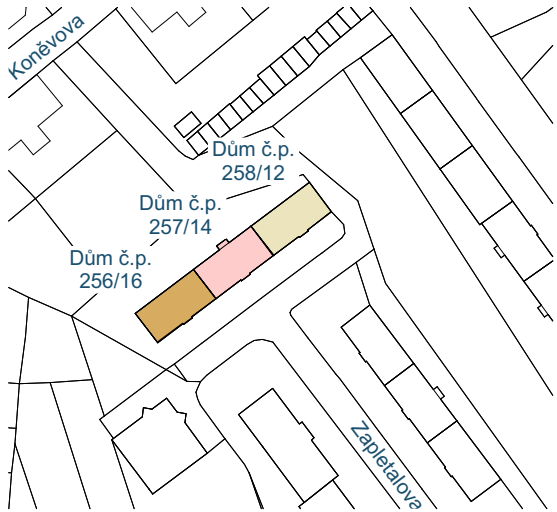 Koněvova
Dům č.p.
258/12
Dům č.p.
257/14
Dům č.p.
256/16
Zapletalova